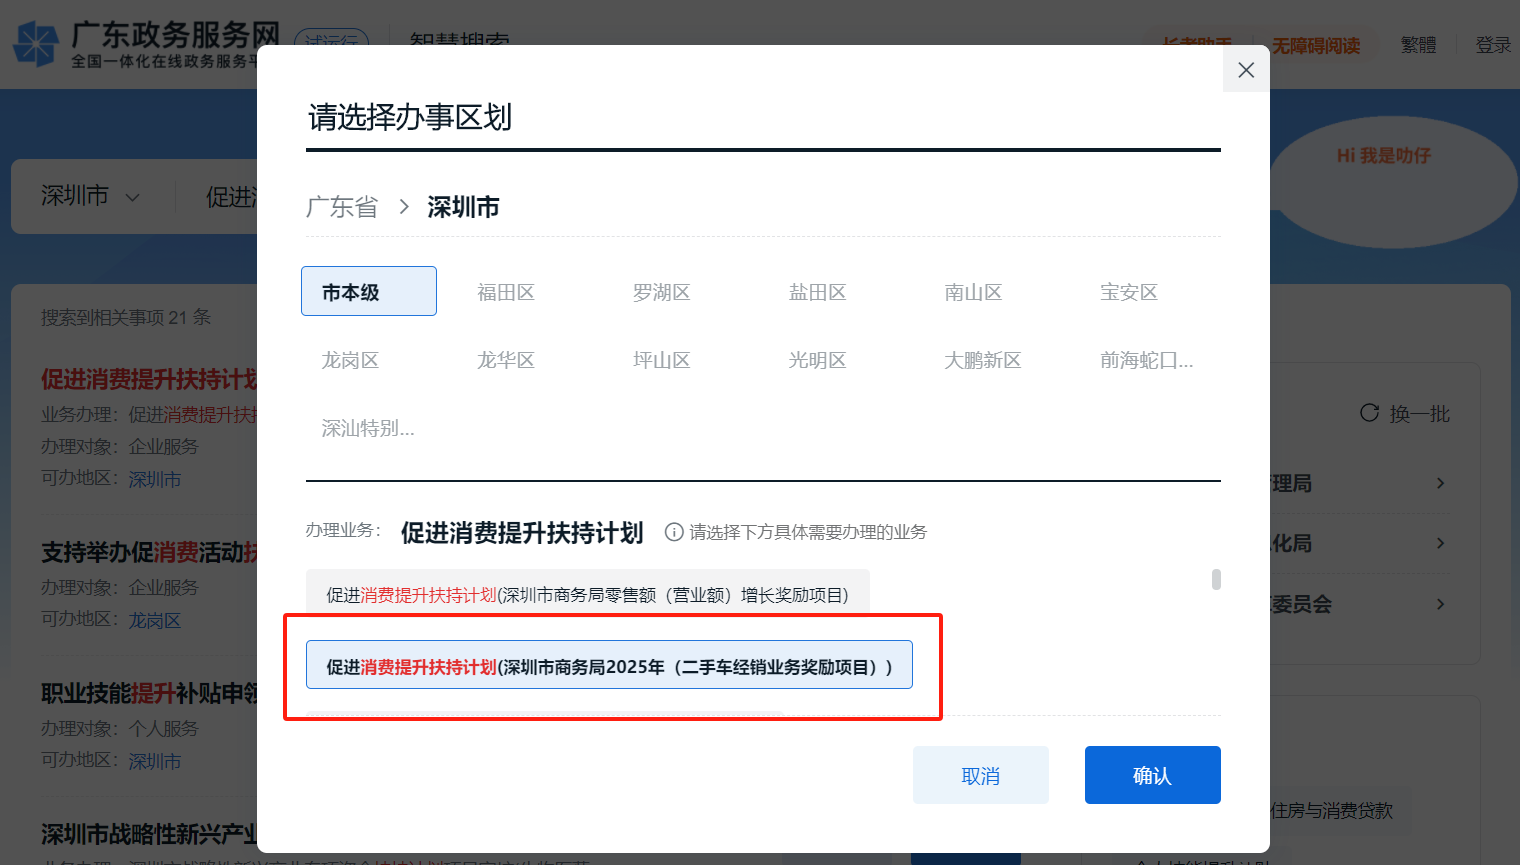 广东政务服务网
试运行
智慧搜索
全国一体化在线政务服务平
长者助手
无障碍阅读
繁體
登录
请选择办事区划
Hi 我是叻仔
深圳市
促进
广东省 > 深圳市
市本级
福田区
罗湖区
盐田区
南山区
宝安区
搜索到相关事项 21 条
龙岗区
龙华区
坪山区
光明区
大鹏新区
前海蛇口...
深汕特别...
促进消费提升扶持计划
业务办理：促进消费提升扶
办理对象：企业服务
可办地区：深圳市
换一批
理局
办理业务：
促进消费提升扶持计划
请选择下方具体需要办理的业务
支持举办促消费活动扶
化局
办理对象：企业服务
可办地区：龙岗区
促进消费提升扶持计划(深圳市商务局零售额（营业额）增长奖励项目)
委员会
促进消费提升扶持计划(深圳市商务局2025年（二手车经销业务奖励项目）)
职业技能提升补贴申领
办理对象：个人服务
可办地区：深圳市
取消
确认
住房与消费贷款
深圳市战略性新兴产业